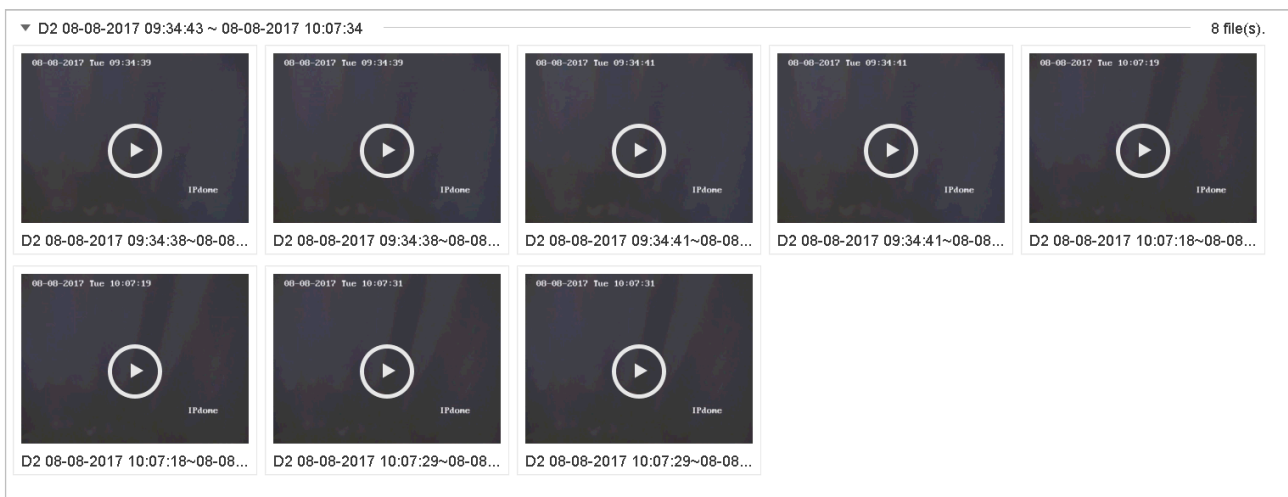 D2 08-08-2017 09:34:43 ~ 08-08-2017 10:07:34 8 file(s).
08-08-2017 Tue 09:34:39
IPdome
D2 08-08-2017 09:34:38~08-08...
08-08-2017 Tue 09:34:39
IPdome
D2 08-08-2017 09:34:38~08-08...
08-08-2017 Tue 09:34:41
IPdome
D2 08-08-2017 09:34:41~08-08...
08-08-2017 Tue 09:34:41
IPdome
D2 08-08-2017 09:34:41~08-08...
08-08-2017 Tue 10:07:19
IPdome
D2 08-08-2017 10:07:18~08-08...
08-08-2017 Tue 10:07:19
IPdome
D2 08-08-2017 10:07:18~08-08...
08-08-2017 Tue 10:07:31
IPdome
D2 08-08-2017 10:07:29~08-08...
08-08-2017 Tue 10:07:31
IPdome
D2 08-08-2017 10:07:29~08-08...